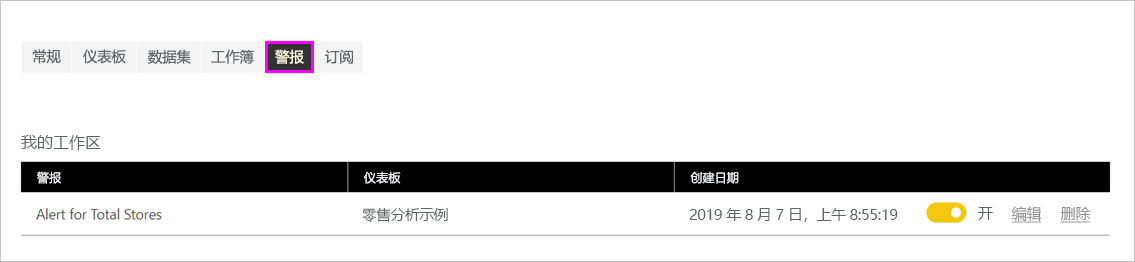 常规 仪表板 数据集 工作簿 警报 订阅
我的工作区
警报 仪表板 创建日期
Alert for Total Stores 零售分析示例 2019 年 8 月 7 日，上午 8:55:19 开 编辑 删除